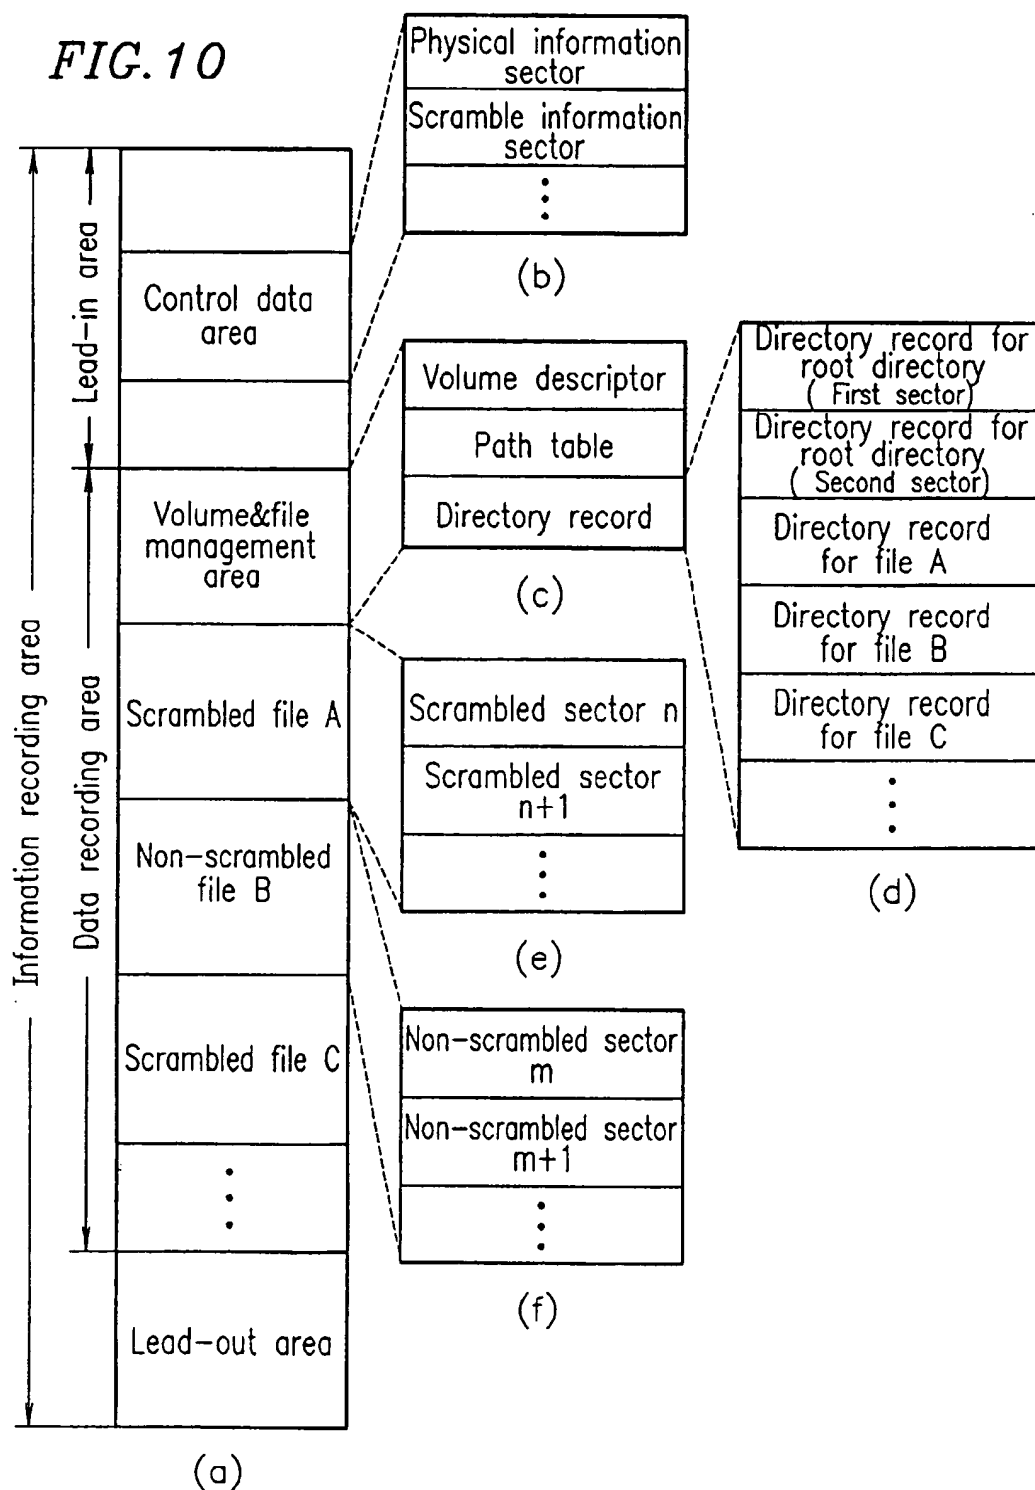 FIG.10
Physical information
sector
Scramble information
sector
(b)
Information recording area
Lead-in area
Data recording area
Control data
area
Volume&file
management
area
Scrambled file A
Non-scrambled
file B
Scrambled file C
Lead-out area
(a)
Volume descriptor
Path table
Directory record
(c)
Directory record for
root directory
( First sector)
Directory record for
root directory
( Second sector)
Directory record
for file A
Directory record
for file B
Directory record
for file C
(d)
Scrambled sector n
Scrambled sector
n+1
(e)
Non-scrambled sector
m
Non-scrambled sector
m+1
(f)